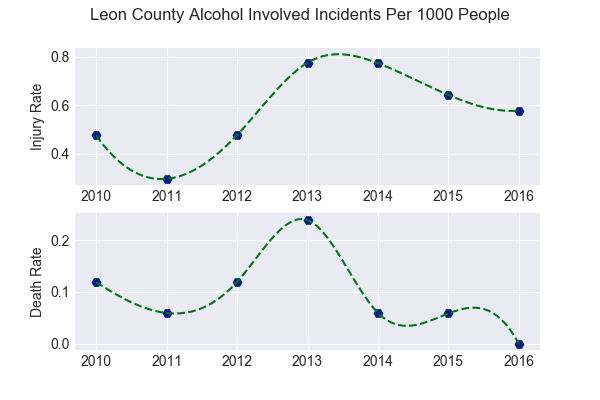 Leon County Alcohol Involved Incidents Per 1000 People
Injury Rate
0.8
0.6
0.4
2010 2011 2012 2013 2014 2015 2016
Death Rate
0.2
0.1
0.0
2010 2011 2012 2013 2014 2015 2016